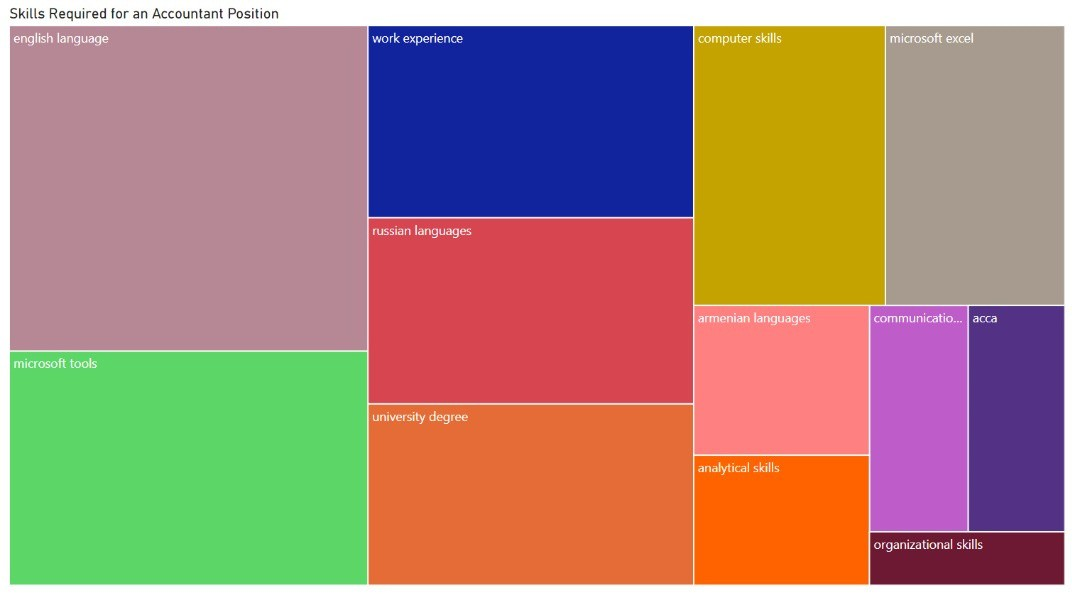 Skills Required for an Accountant Position
english language
work experience
computer skills
microsoft excel
russian languages
armenian languages
communicatio...
acca
microsoft tools
university degree
analytical skills
organizational skills